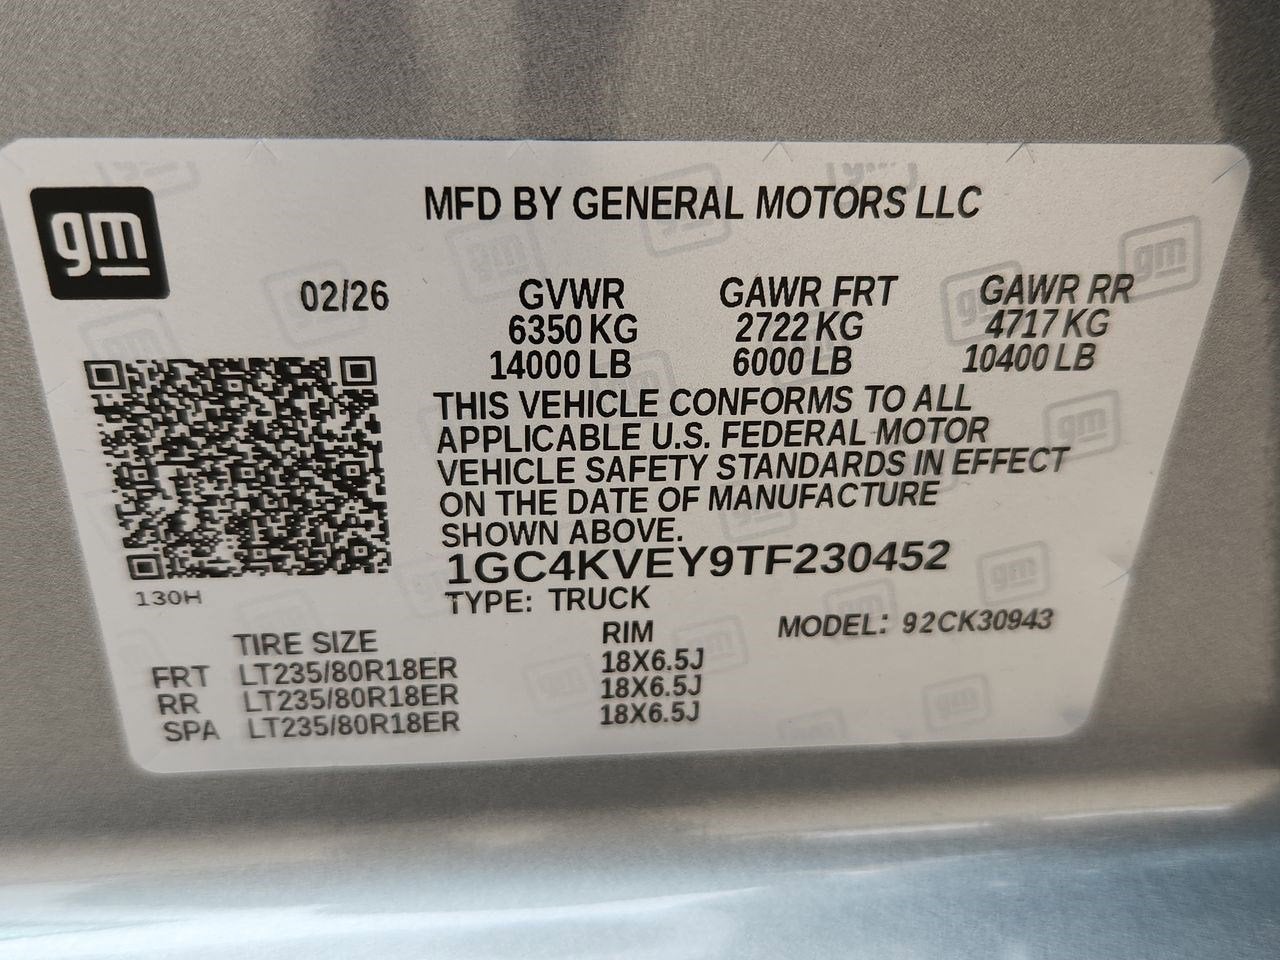 gm
MFD BY GENERAL MOTORS LLC
02/26 GVWR GAWR FRT GAWR RR
6350 KG 2722 KG 4717 KG
14000 LB 6000 LB 10400 LB
THIS VEHICLE CONFORMS TO ALL
APPLICABLE U.S. FEDERAL MOTOR
VEHICLE SAFETY STANDARDS IN EFFECT
ON THE DATE OF MANUFACTURE
SHOWN ABOVE.
1GC4KVEY9TF230452
130H
TYPE: TRUCK
TIRE SIZE RIM MODEL: 92CK30943
FRT LT235/80R18ER 18X6.5J
RR LT235/80R18ER 18X6.5J
SPA LT235/80R18ER 18X6.5J